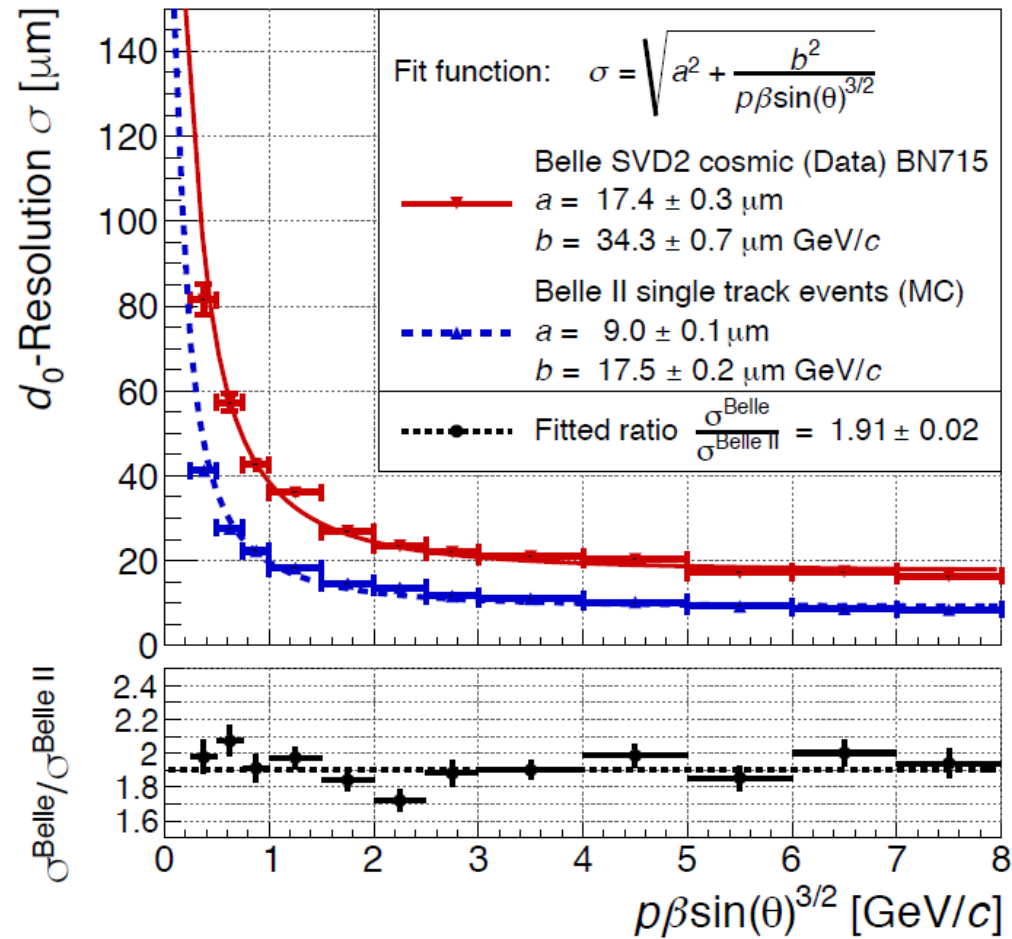 d₀-Resolution σ [μm]
140
120
100
80
60
40
20
0
Fit function: σ = √(a² + b²/pβsin(θ)^3/2)
Belle SVD2 cosmic (Data) BN715
a = 17.4 ± 0.3 μm
b = 34.3 ± 0.7 μm GeV/c
Belle II single track events (MC)
a = 9.0 ± 0.1 μm
b = 17.5 ± 0.2 μm GeV/c
Fitted ratio σ^Belle/σ^Belle II = 1.91 ± 0.02
σ^Belle/σ^Belle II
2.4
2.2
2
1.8
1.6
0 1 2 3 4 5 6 7 8
pβsin(θ)^3/2 [GeV/c]